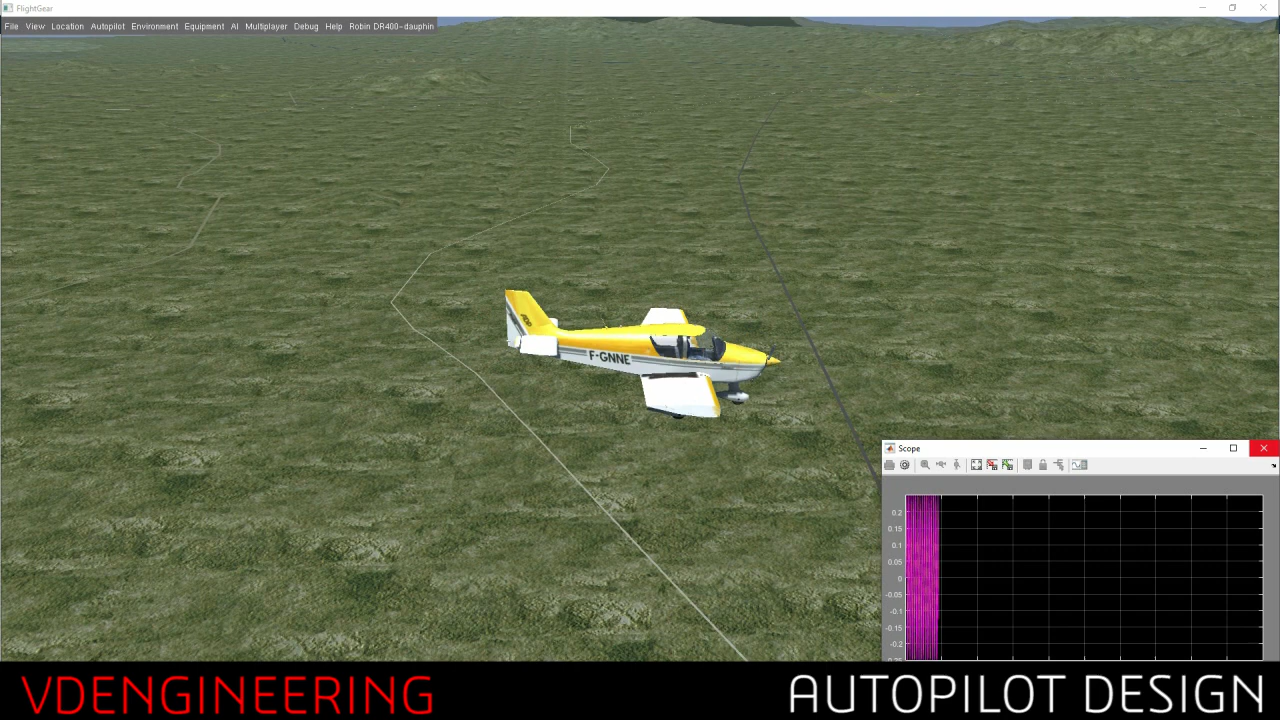 FlightGear
File View Location Autopilot Environment Equipment AI Multiplayer Debug Help Robin DR400-dauphin
F-GNNE
Scope
0.2
0.15
0.1
0.05
0
-0.05
-0.1
-0.15
-0.2
VDENGINEERING
AUTOPILOT DESIGN